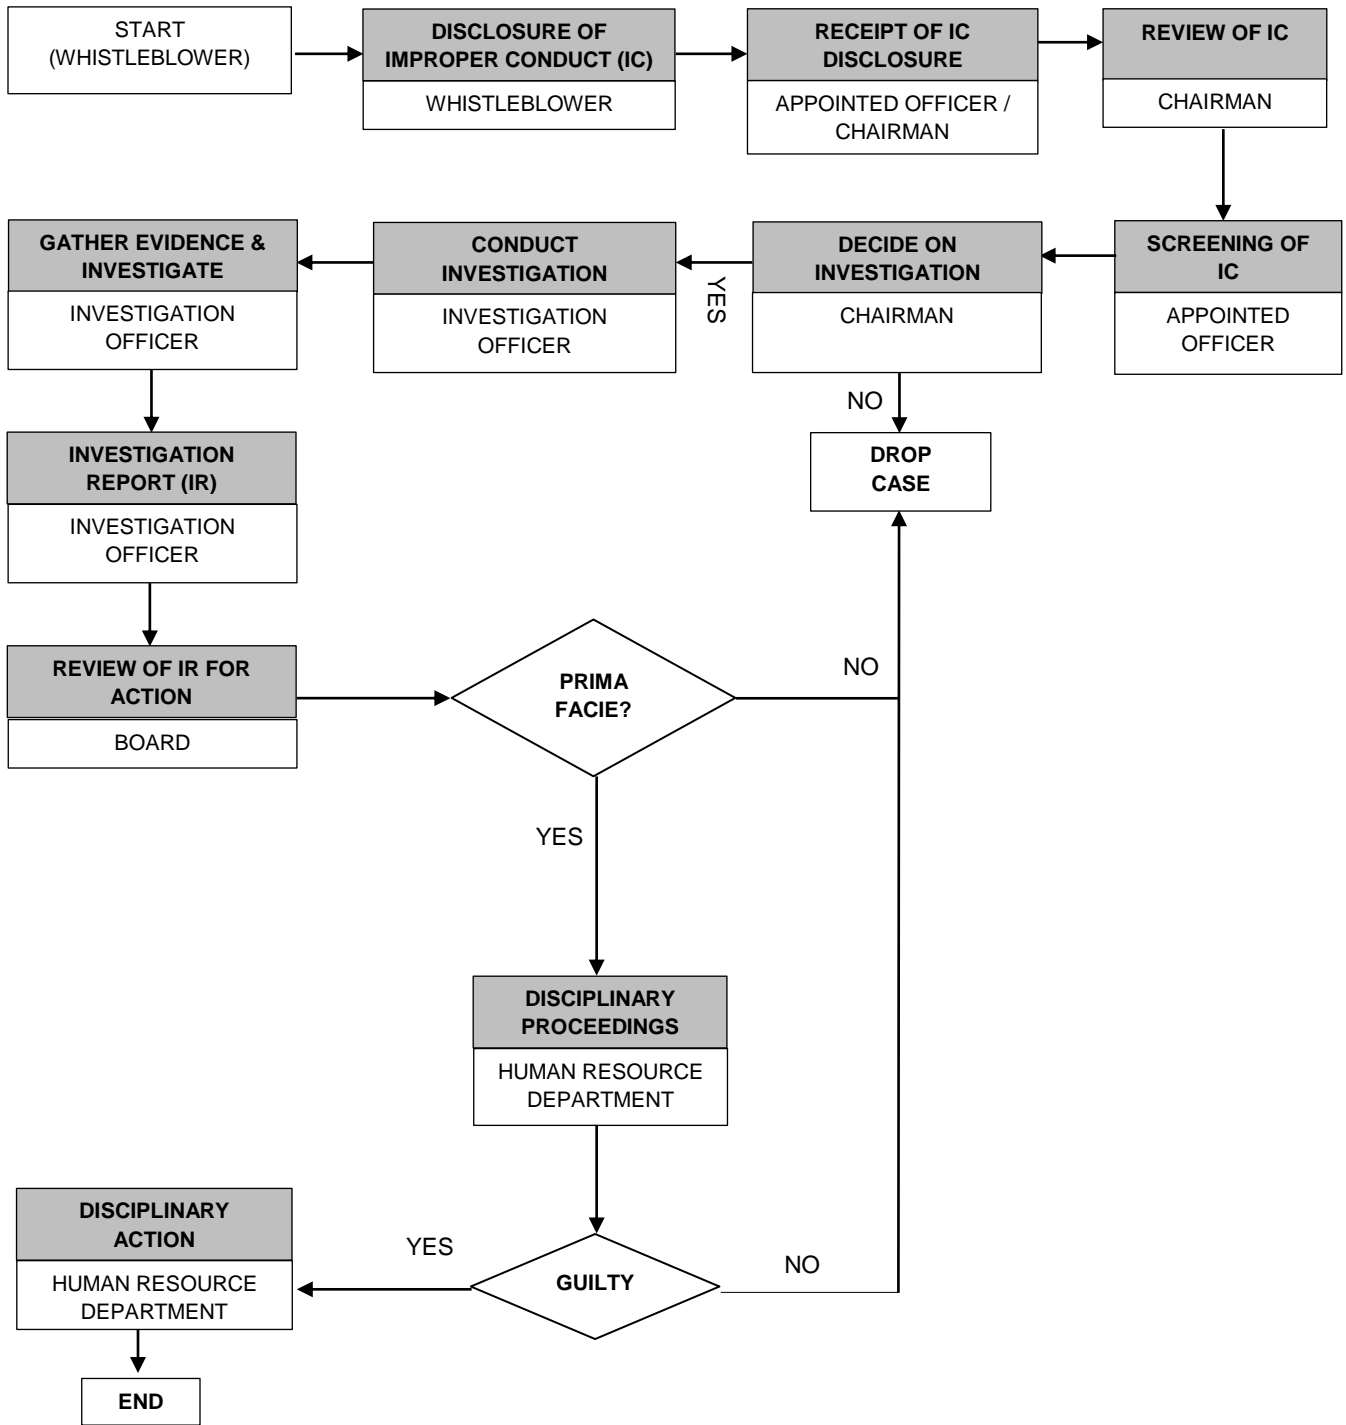 START
(WHISTLEBLOWER)
DISCLOSURE OF
IMPROPER CONDUCT (IC)
WHISTLEBLOWER
RECEIPT OF IC
DISCLOSURE
APPOINTED OFFICER /
CHAIRMAN
REVIEW OF IC
CHAIRMAN
SCREENING OF
IC
APPOINTED
OFFICER
DECIDE ON
INVESTIGATION
CHAIRMAN
YES
CONDUCT
INVESTIGATION
INVESTIGATION
OFFICER
GATHER EVIDENCE &
INVESTIGATE
INVESTIGATION
OFFICER
NO
DROP
CASE
INVESTIGATION
REPORT (IR)
INVESTIGATION
OFFICER
REVIEW OF IR FOR
ACTION
BOARD
PRIMA
FACIE?
NO
YES
DISCIPLINARY
PROCEEDINGS
HUMAN RESOURCE
DEPARTMENT
GUILTY
NO
YES
DISCIPLINARY
ACTION
HUMAN RESOURCE
DEPARTMENT
END